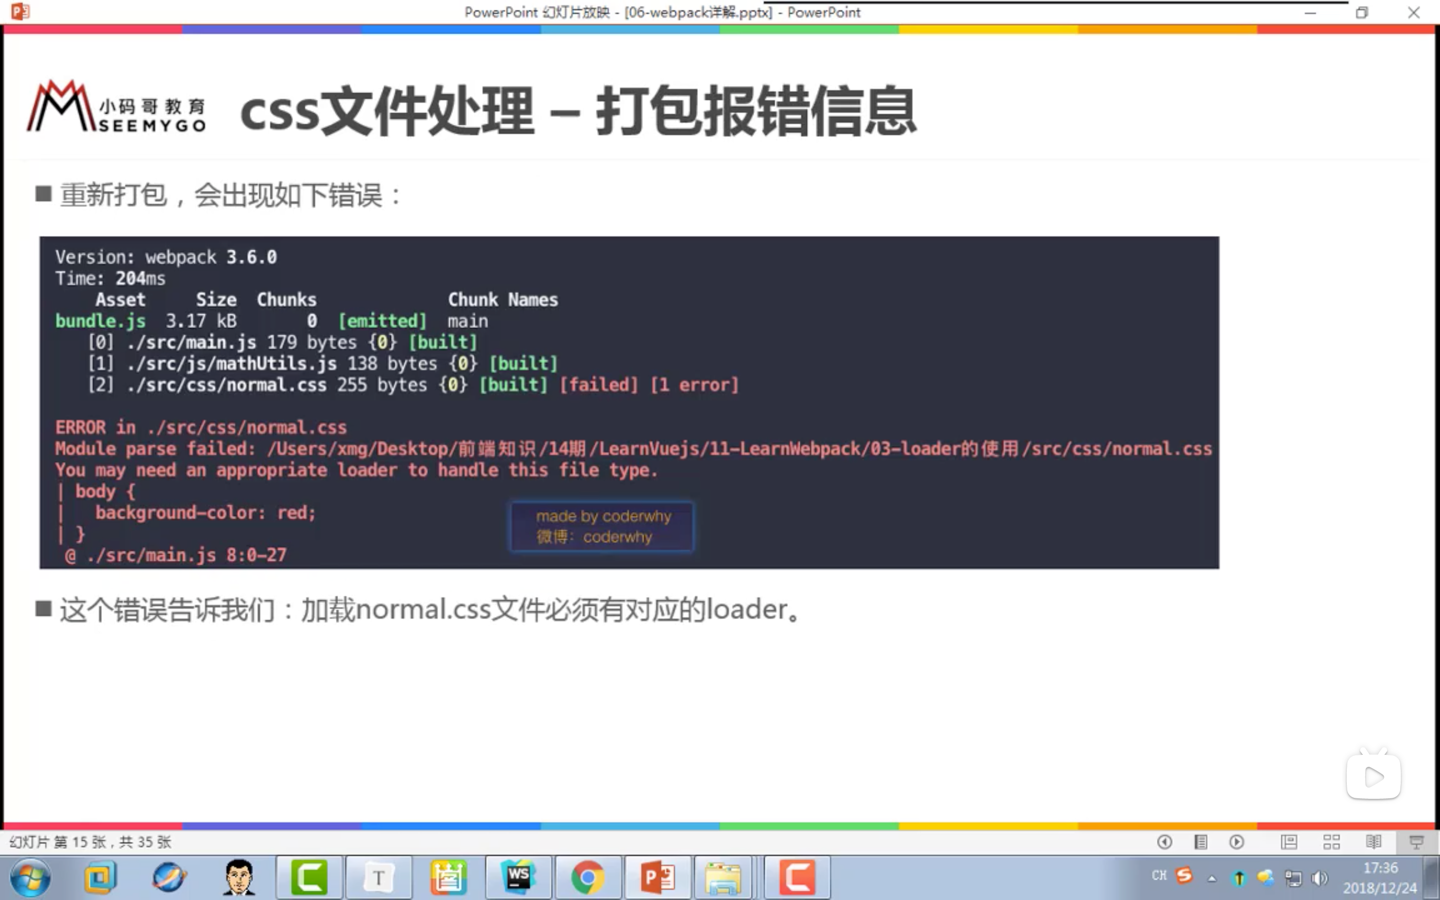 PowerPoint 幻灯片放映 - [06-webpack详解.pptx] - PowerPoint
小码哥教育
SEEMYGO
css文件处理 – 打包报错信息
重新打包，会出现如下错误：
Version: webpack 3.6.0
Time: 204ms
Asset Size Chunks Chunk Names
bundle.js 3.17 kB 0 [emitted] main
[0] ./src/main.js 179 bytes {0} [built]
[1] ./src/js/mathUtils.js 138 bytes {0} [built]
[2] ./src/css/normal.css 255 bytes {0} [built] [failed] [1 error]
ERROR in ./src/css/normal.css
Module parse failed: /Users/xmg/Desktop/前端知识/14期/LearnVuejs/11-LearnWebpack/03-loader的使用/src/css/normal.css
You may need an appropriate loader to handle this file type.
| body {
|   background-color: red;
| }
@ ./src/main.js 8:0-27
made by coderwhy
微博：coderwhy
这个错误告诉我们：加载normal.css文件必须有对应的loader。
幻灯片 第 15 张，共 35 张
T
WS
CH
17:36
2018/12/24